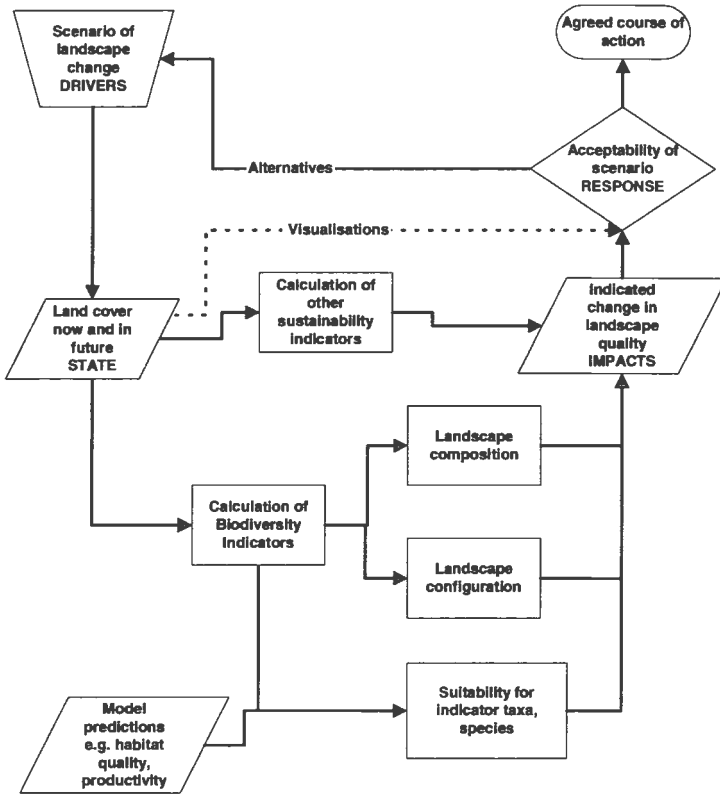 Scenario of
landscape
change
DRIVERS
Agreed course of
action
Alternatives
Acceptability of
scenario
RESPONSE
Visualisations
Land cover
now and in
future
STATE
Calculation of
other
sustainability
indicators
Indicated
change in
landscape
quality
IMPACTS
Landscape
composition
Calculation of
Biodiversity
Indicators
Landscape
configuration
Model
predictions
e.g. habitat
quality,
productivity
Suitability for
indicator taxa,
species